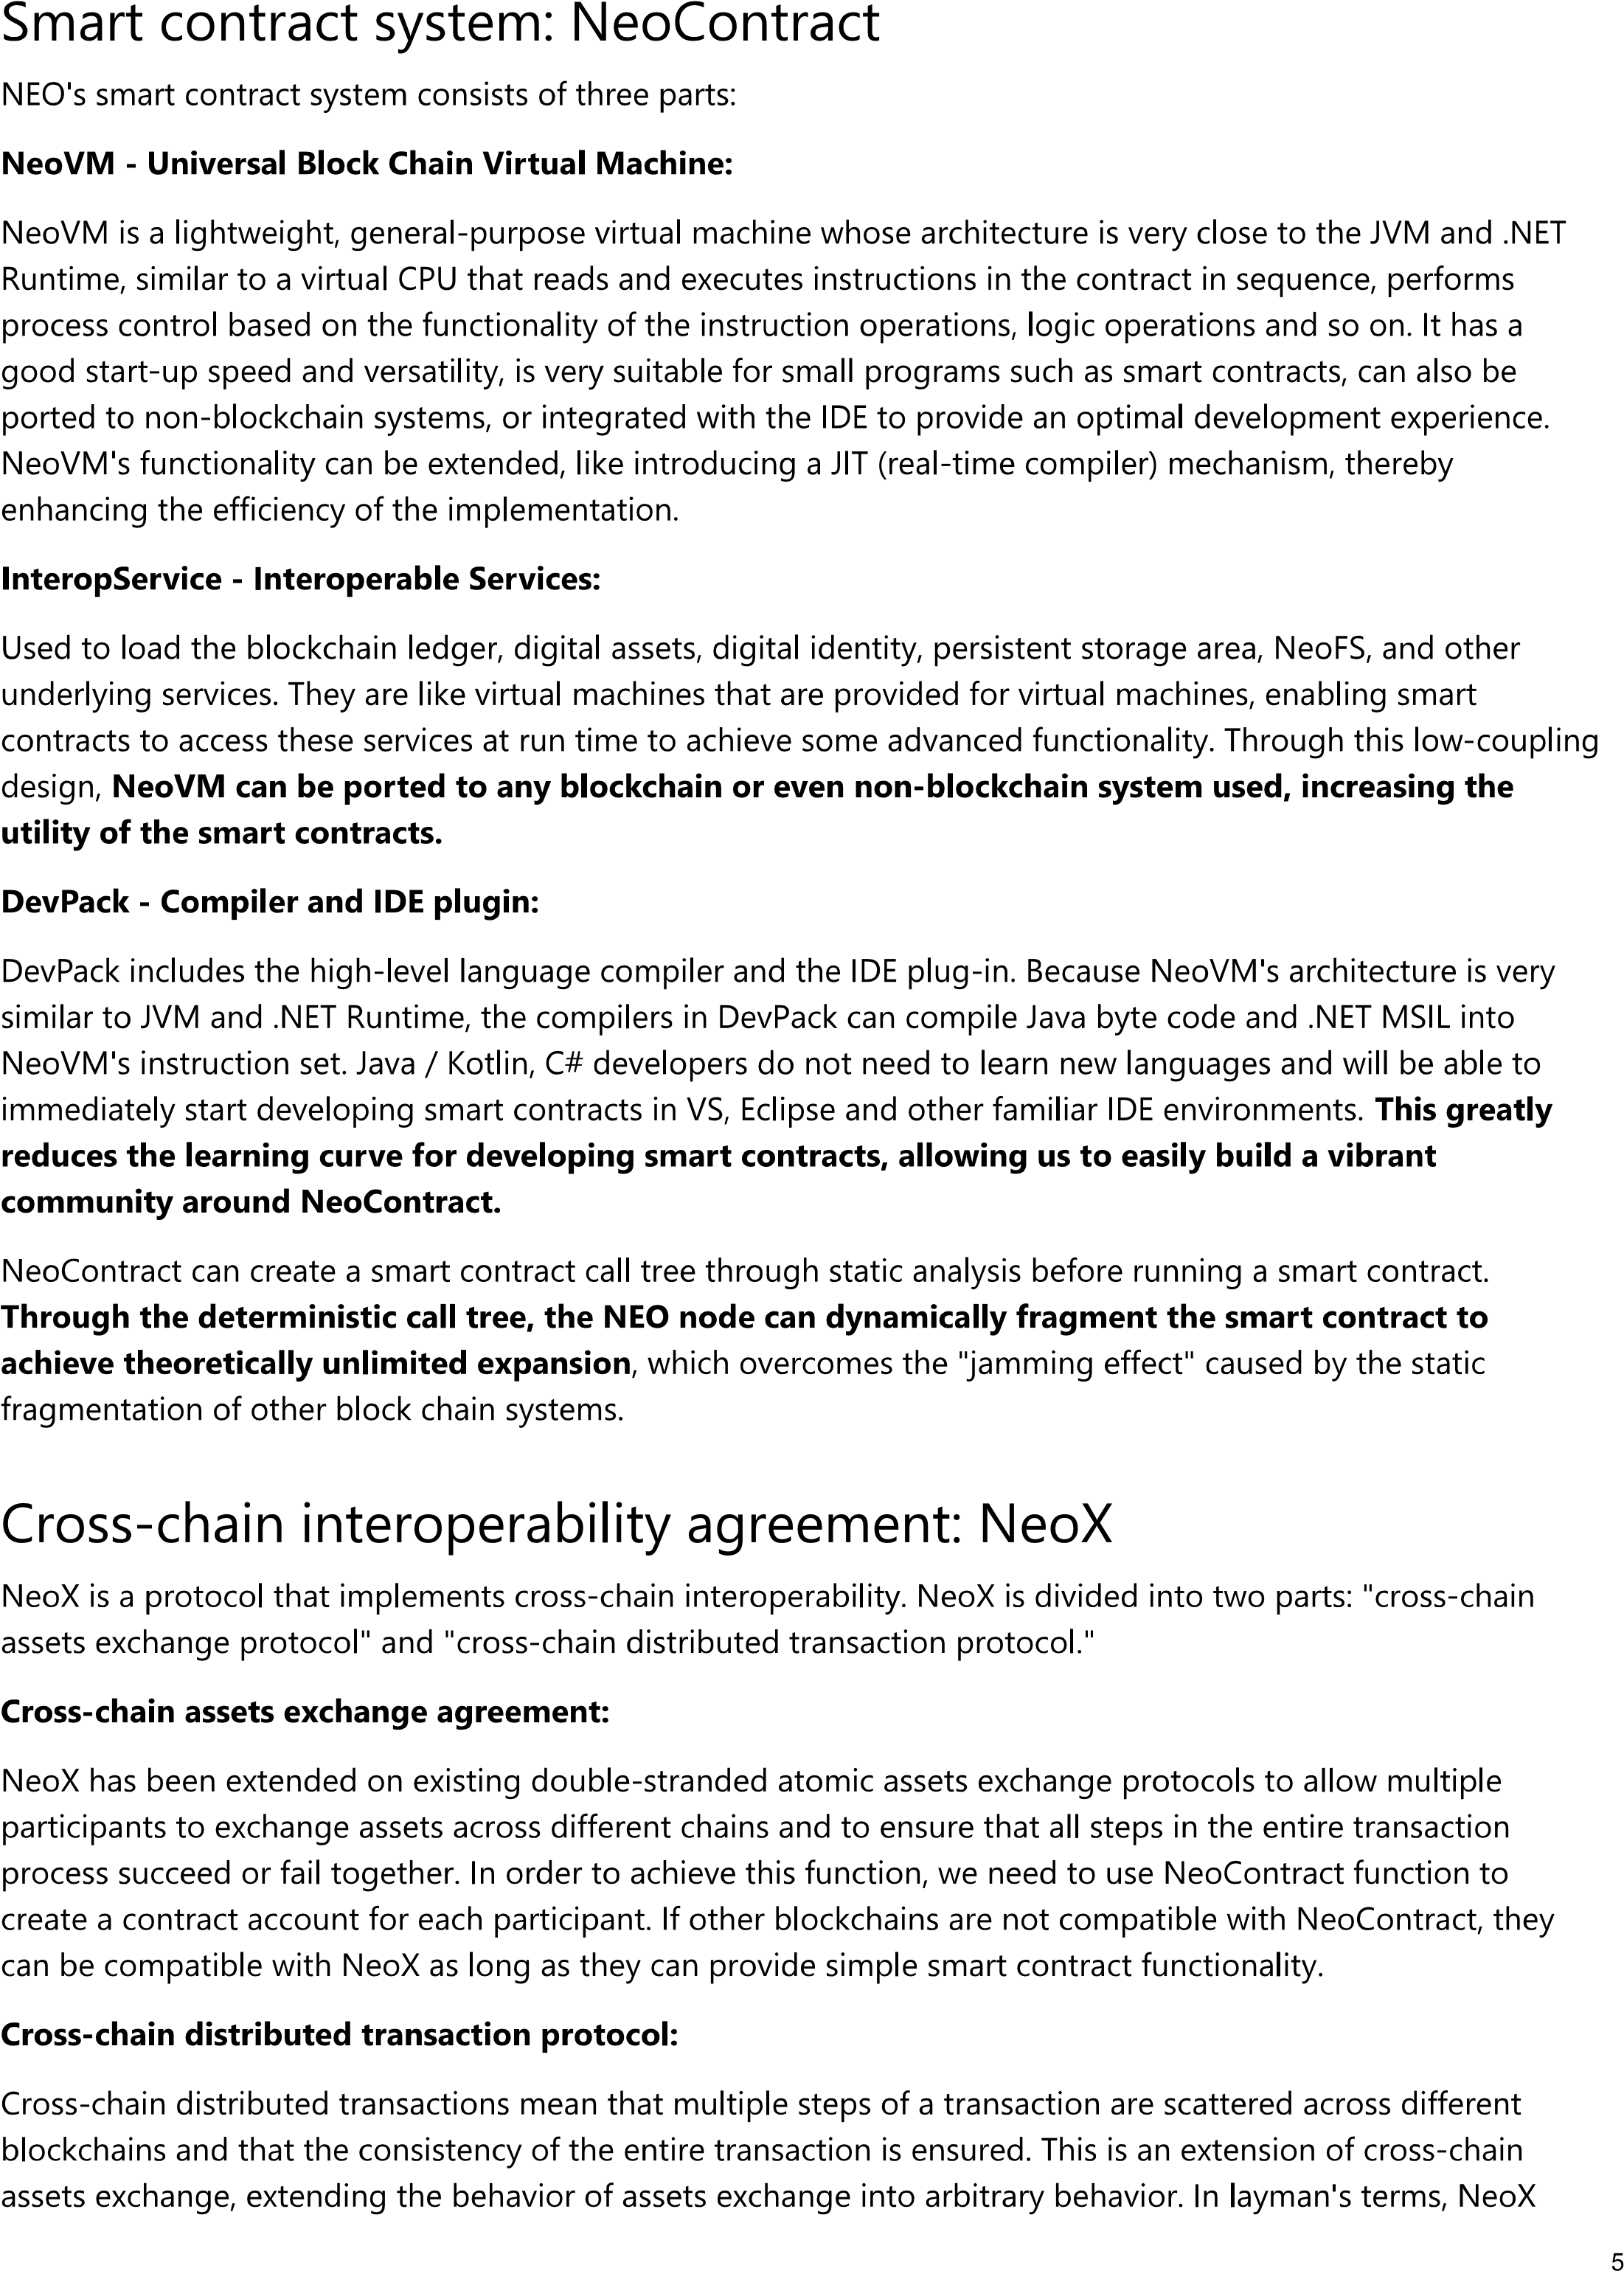 Smart contract system: NeoContract
NEO's smart contract system consists of three parts:
NeoVM - Universal Block Chain Virtual Machine:
NeoVM is a lightweight, general-purpose virtual machine whose architecture is very close to the JVM and .NET
Runtime, similar to a virtual CPU that reads and executes instructions in the contract in sequence, performs
process control based on the functionality of the instruction operations, logic operations and so on. It has a
good start-up speed and versatility, is very suitable for small programs such as smart contracts, can also be
ported to non-blockchain systems, or integrated with the IDE to provide an optimal development experience.
NeoVM's functionality can be extended, like introducing a JIT (real-time compiler) mechanism, thereby
enhancing the efficiency of the implementation.
InteropService - Interoperable Services:
Used to load the blockchain ledger, digital assets, digital identity, persistent storage area, NeoFS, and other
underlying services. They are like virtual machines that are provided for virtual machines, enabling smart
contracts to access these services at run time to achieve some advanced functionality. Through this low-coupling
design, NeoVM can be ported to any blockchain or even non-blockchain system used, increasing the
utility of the smart contracts.
DevPack - Compiler and IDE plugin:
DevPack includes the high-level language compiler and the IDE plug-in. Because NeoVM's architecture is very
similar to JVM and .NET Runtime, the compilers in DevPack can compile Java byte code and .NET MSIL into
NeoVM's instruction set. Java / Kotlin, C# developers do not need to learn new languages and will be able to
immediately start developing smart contracts in VS, Eclipse and other familiar IDE environments. This greatly
reduces the learning curve for developing smart contracts, allowing us to easily build a vibrant
community around NeoContract.
NeoContract can create a smart contract call tree through static analysis before running a smart contract.
Through the deterministic call tree, the NEO node can dynamically fragment the smart contract to
achieve theoretically unlimited expansion, which overcomes the "jamming effect" caused by the static
fragmentation of other block chain systems.
Cross-chain interoperability agreement: NeoX
NeoX is a protocol that implements cross-chain interoperability. NeoX is divided into two parts: "cross-chain
assets exchange protocol" and "cross-chain distributed transaction protocol."
Cross-chain assets exchange agreement:
NeoX has been extended on existing double-stranded atomic assets exchange protocols to allow multiple
participants to exchange assets across different chains and to ensure that all steps in the entire transaction
process succeed or fail together. In order to achieve this function, we need to use NeoContract function to
create a contract account for each participant. If other blockchains are not compatible with NeoContract, they
can be compatible with NeoX as long as they can provide simple smart contract functionality.
Cross-chain distributed transaction protocol:
Cross-chain distributed transactions mean that multiple steps of a transaction are scattered across different
blockchains and that the consistency of the entire transaction is ensured. This is an extension of cross-chain
assets exchange, extending the behavior of assets exchange into arbitrary behavior. In layman's terms, NeoX
5